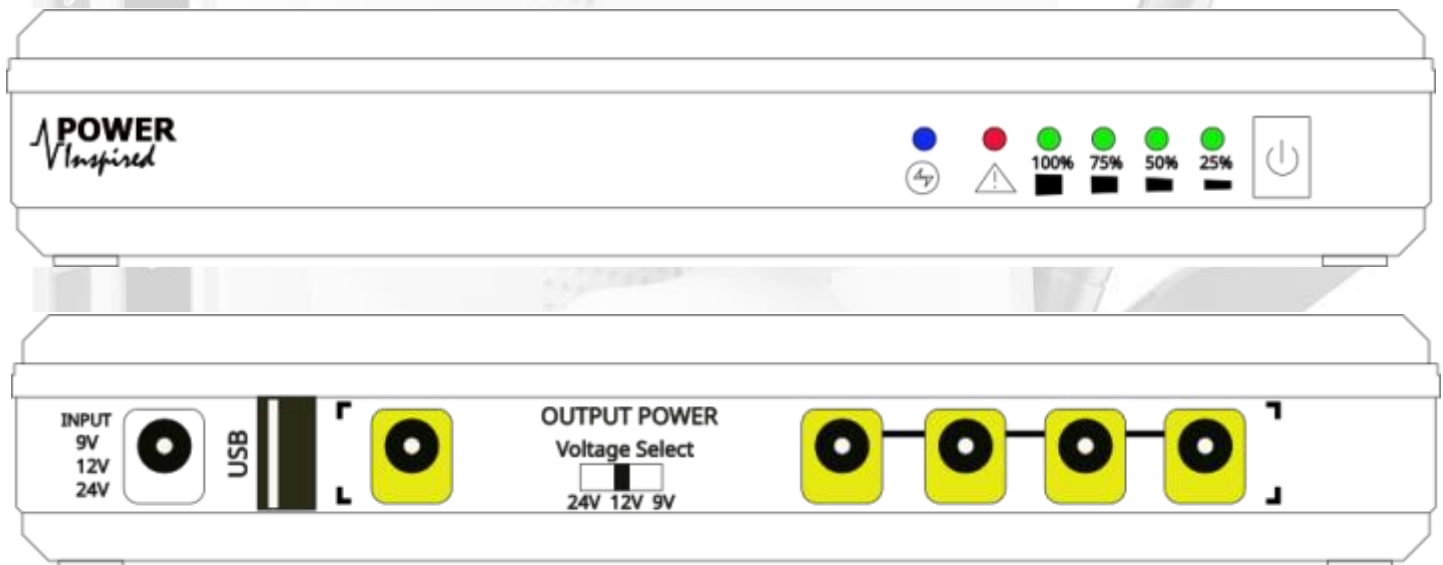 POWER
Inspired
100% 75% 50% 25%
INPUT
9V
12V
24V
USB
OUTPUT POWER
Voltage Select
24V 12V 9V